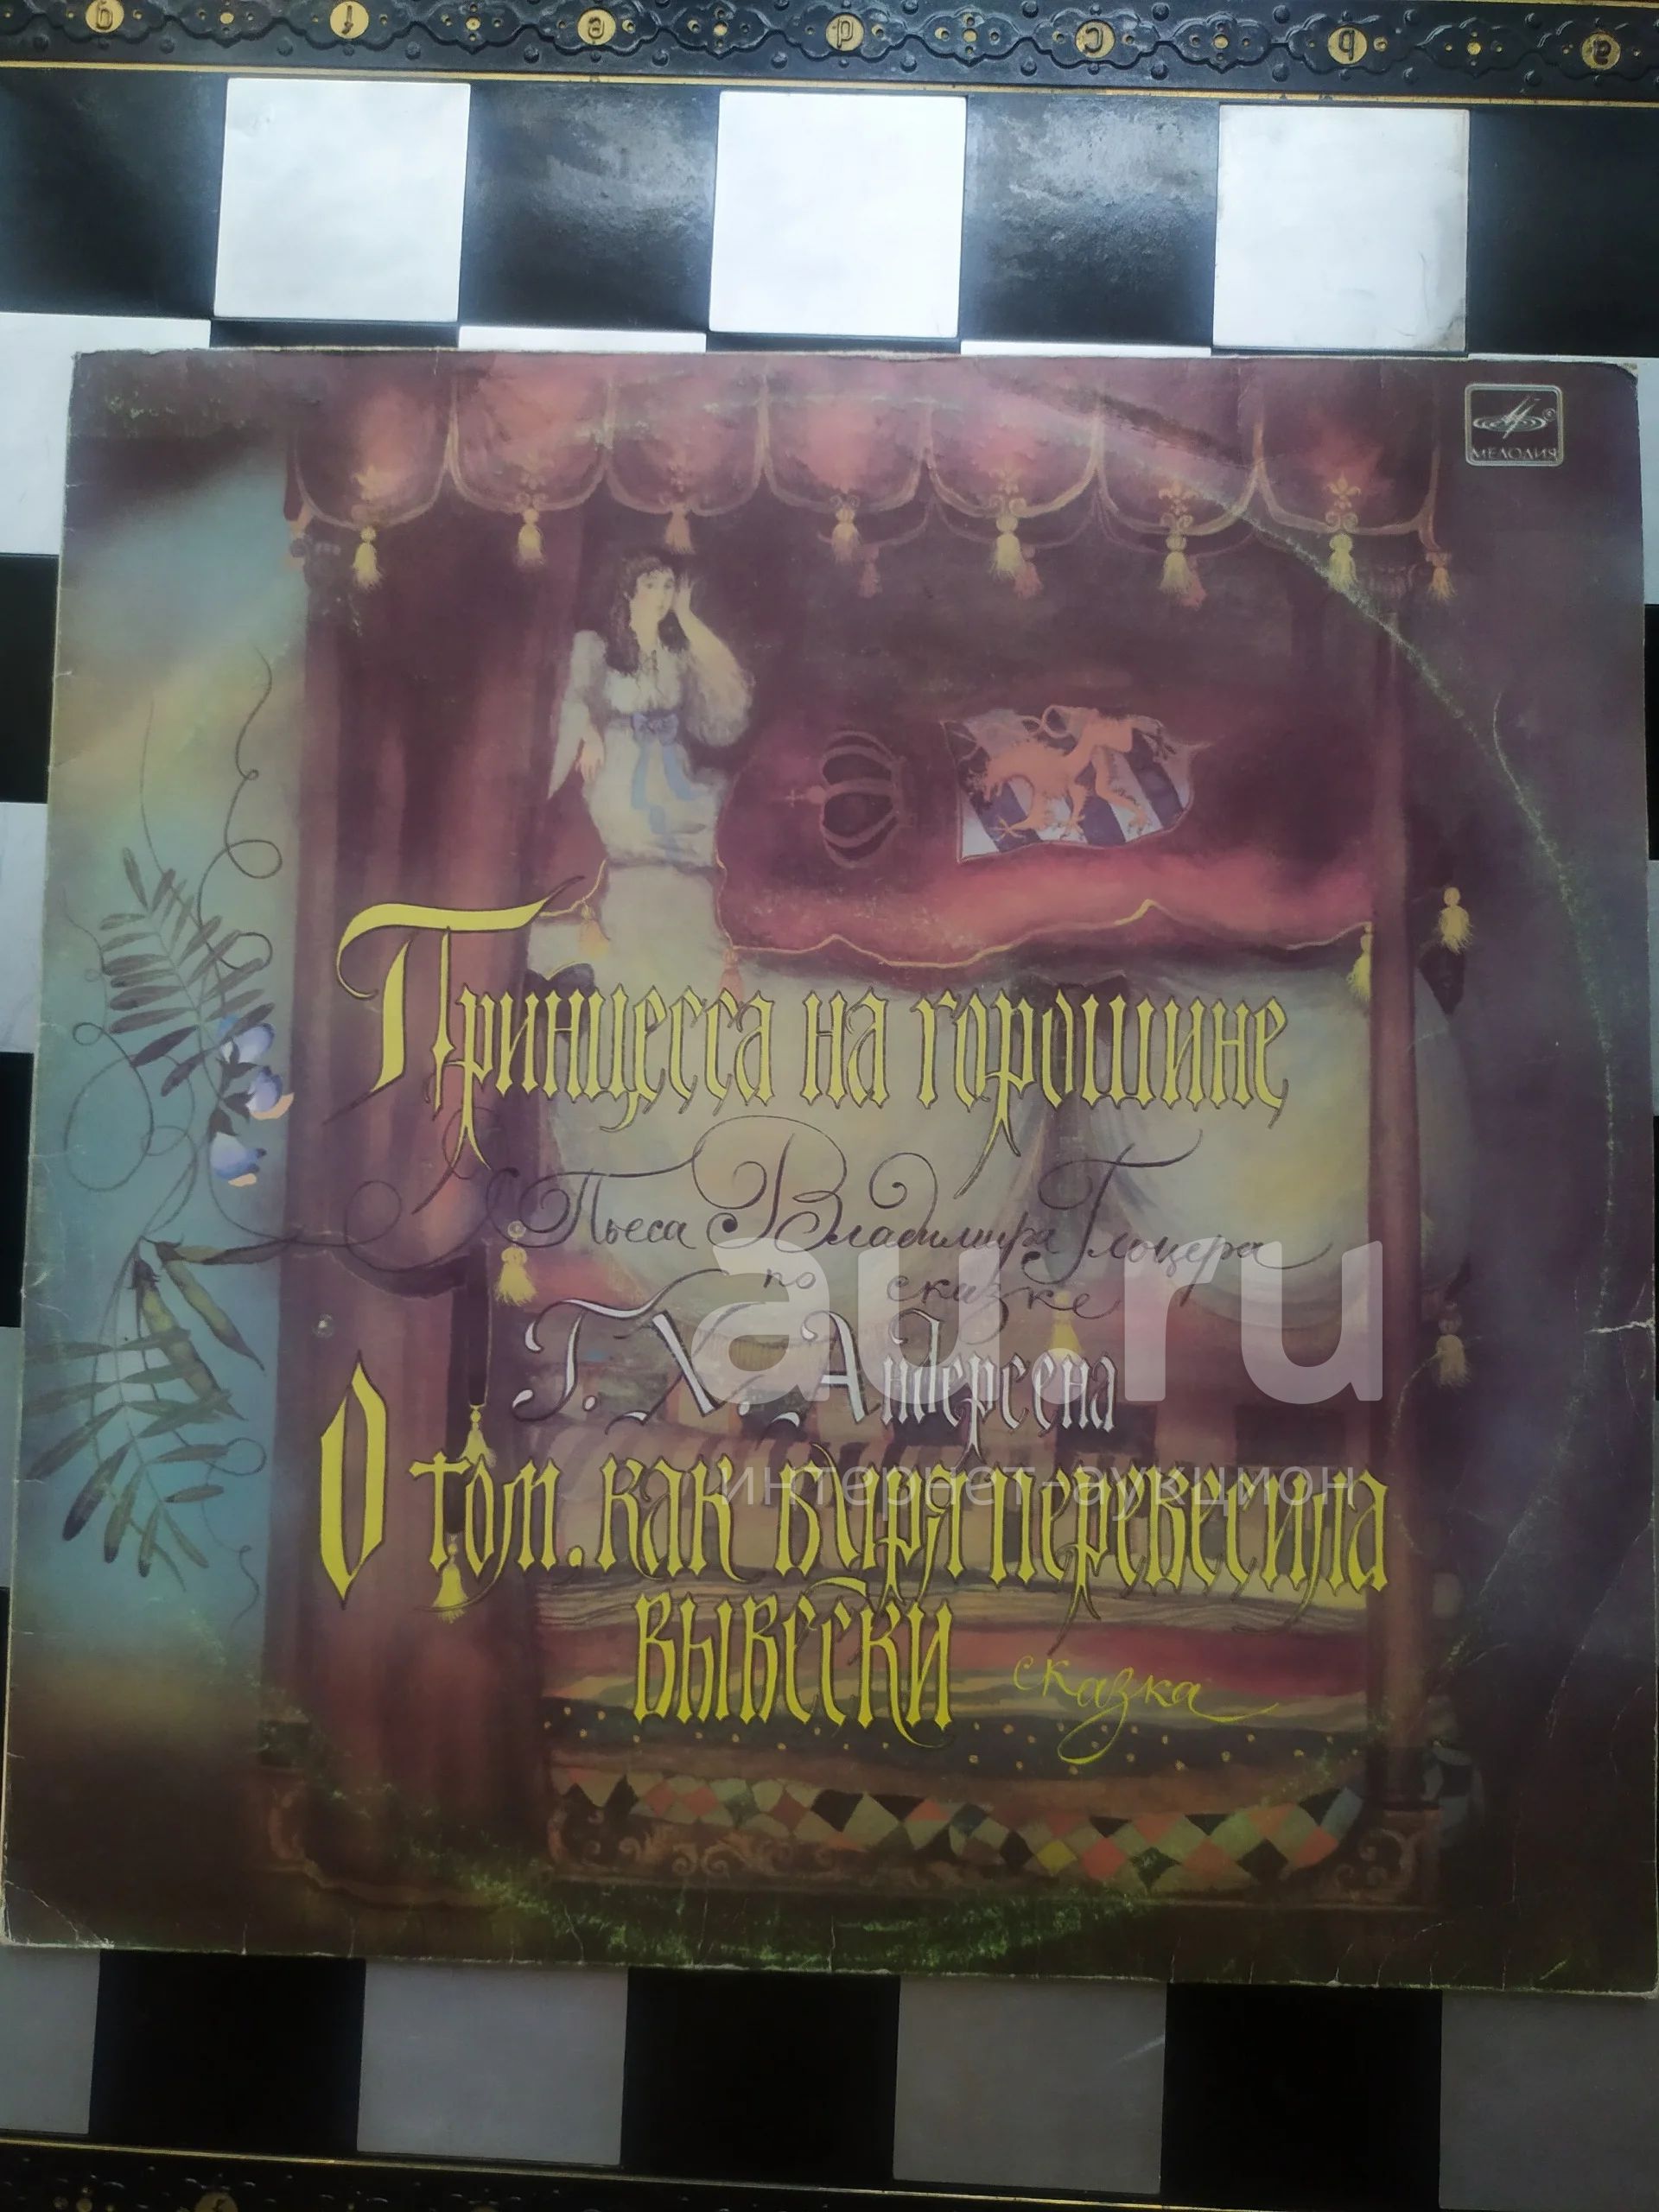 МЕЛОДИЯ
Принцесса на горошине
Пьеса Владимира Глоцера
по сказке
Г. Х. Андерсена
О том, как буря перевесила
вывески
сказка
au.ru
интернет-аукцион